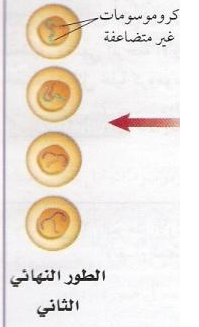 كروموسومات
غير متضاعفة
الطور النهائي
الثاني